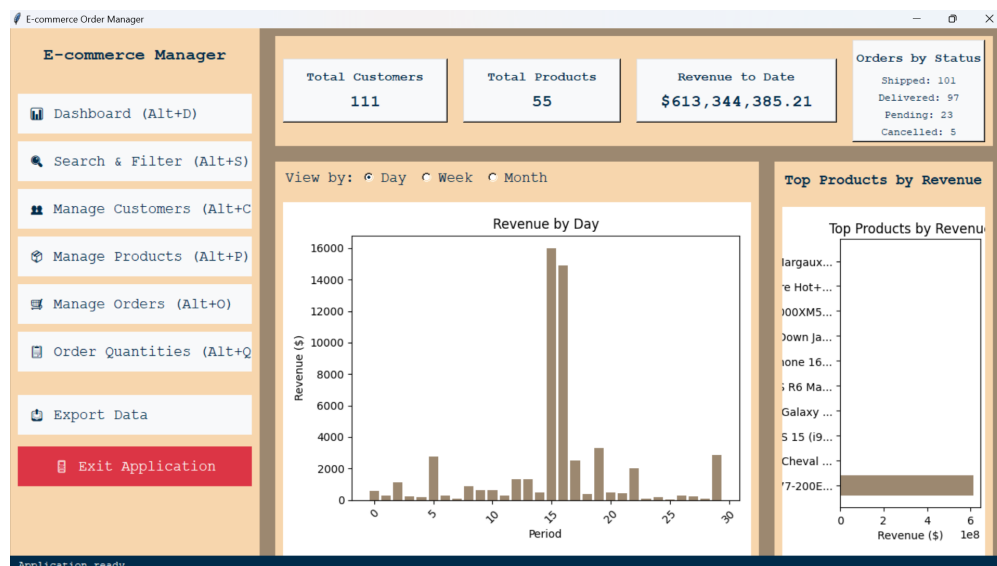 E-commerce Order Manager
E-commerce Manager
Dashboard (Alt+D)
Search & Filter (Alt+S)
Manage Customers (Alt+C
Manage Products (Alt+P)
Manage Orders (Alt+O)
Order Quantities (Alt+Q
Export Data
Exit Application
Total Customers
111
Total Products
55
Revenue to Date
$613,344,385.21
Orders by Status
Shipped: 101
Delivered: 97
Pending: 23
Cancelled: 5
View by: Day Week Month
Revenue by Day
Revenue ($)
16000
14000
12000
10000
8000
6000
4000
2000
0
0 5 10 15 20 25 30
Period
Top Products by Revenue
Top Products by Revenu
argaux...
re Hot+...
000XM5...
Down Ja...
one 16...
R6 Ma...
Galaxy ...
S 15 (i9...
Cheval ...
77-200E...
0 2 4 6
1e8
Revenue ($)
Application ready